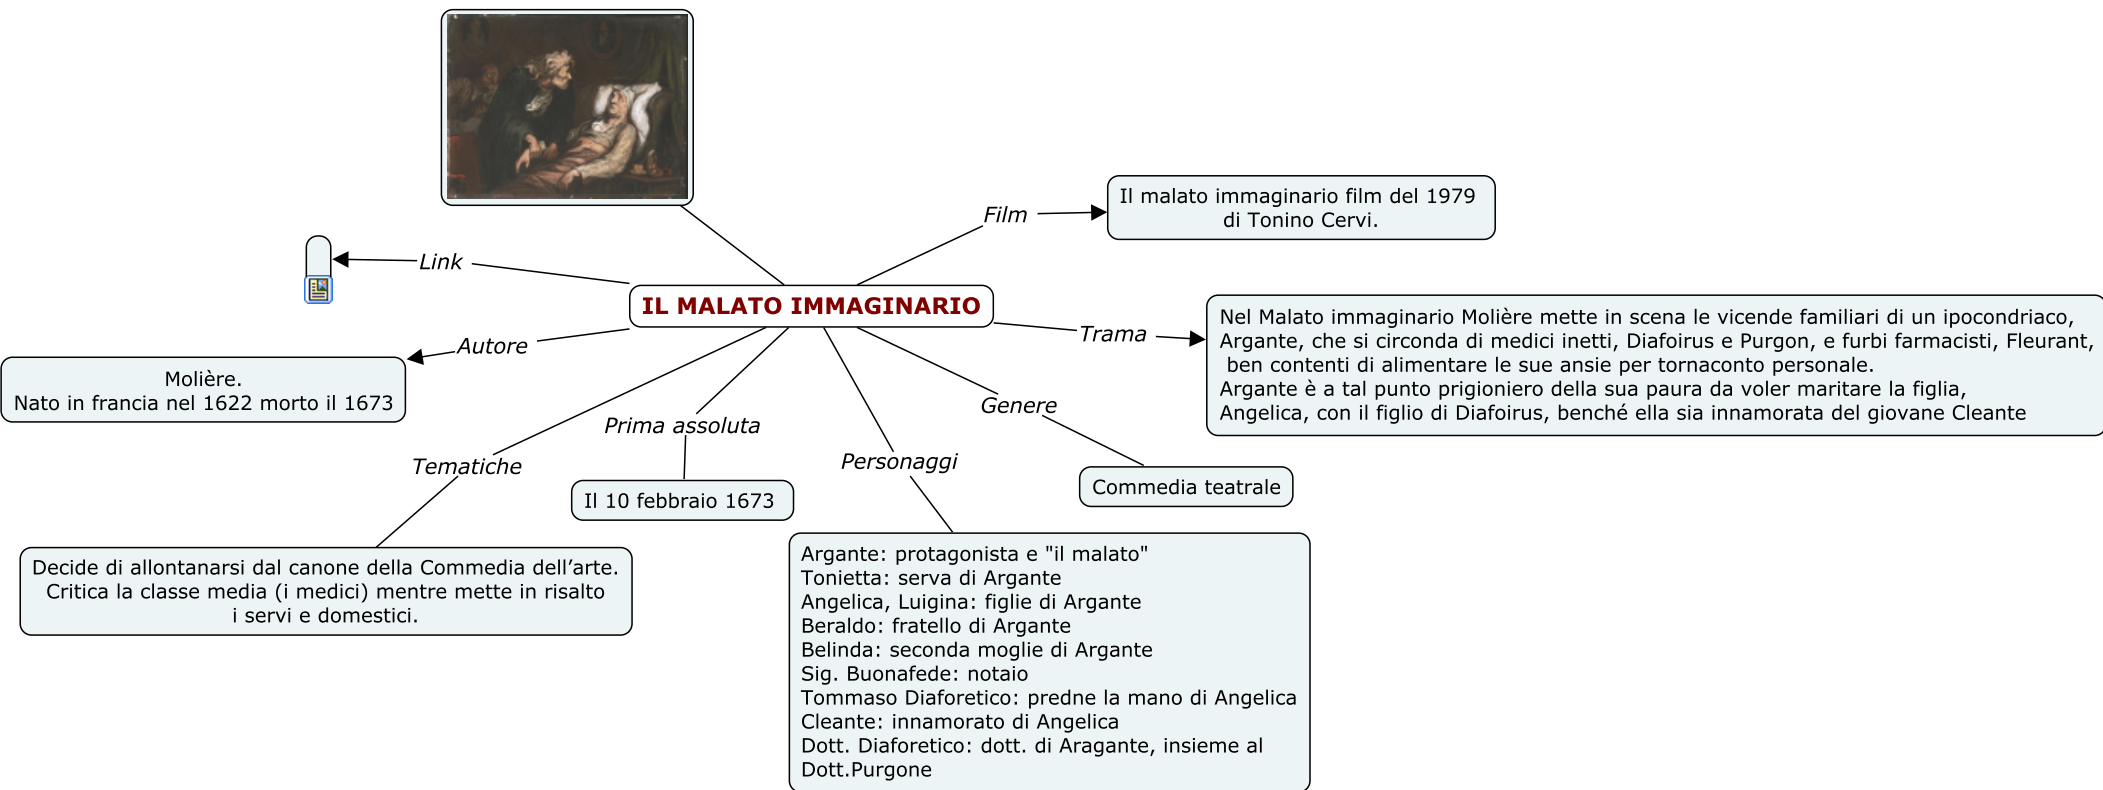 Film
Il malato immaginario film del 1979
di Tonino Cervi.
Link
IL MALATO IMMAGINARIO
Trama
Nel Malato immaginario Molière mette in scena le vicende familiari di un ipocondriaco,
Argante, che si circonda di medici inetti, Diafoirus e Purgon, e furbi farmacisti, Fleurant,
ben contenti di alimentare le sue ansie per tornaconto personale.
Argante è a tal punto prigioniero della sua paura da voler maritare la figlia,
Angelica, con il figlio di Diafoirus, benché ella sia innamorata del giovane Cleante
Autore
Molière.
Nato in francia nel 1622 morto il 1673
Genere
Commedia teatrale
Prima assoluta
Il 10 febbraio 1673
Personaggi
Argante: protagonista e "il malato"
Tonietta: serva di Argante
Angelica, Luigina: figlie di Argante
Beraldo: fratello di Argante
Belinda: seconda moglie di Argante
Sig. Buonafede: notaio
Tommaso Diaforetico: predne la mano di Angelica
Cleante: innamorato di Angelica
Dott. Diaforetico: dott. di Aragante, insieme al
Dott.Purgone
Tematiche
Decide di allontanarsi dal canone della Commedia dell’arte.
Critica la classe media (i medici) mentre mette in risalto
i servi e domestici.